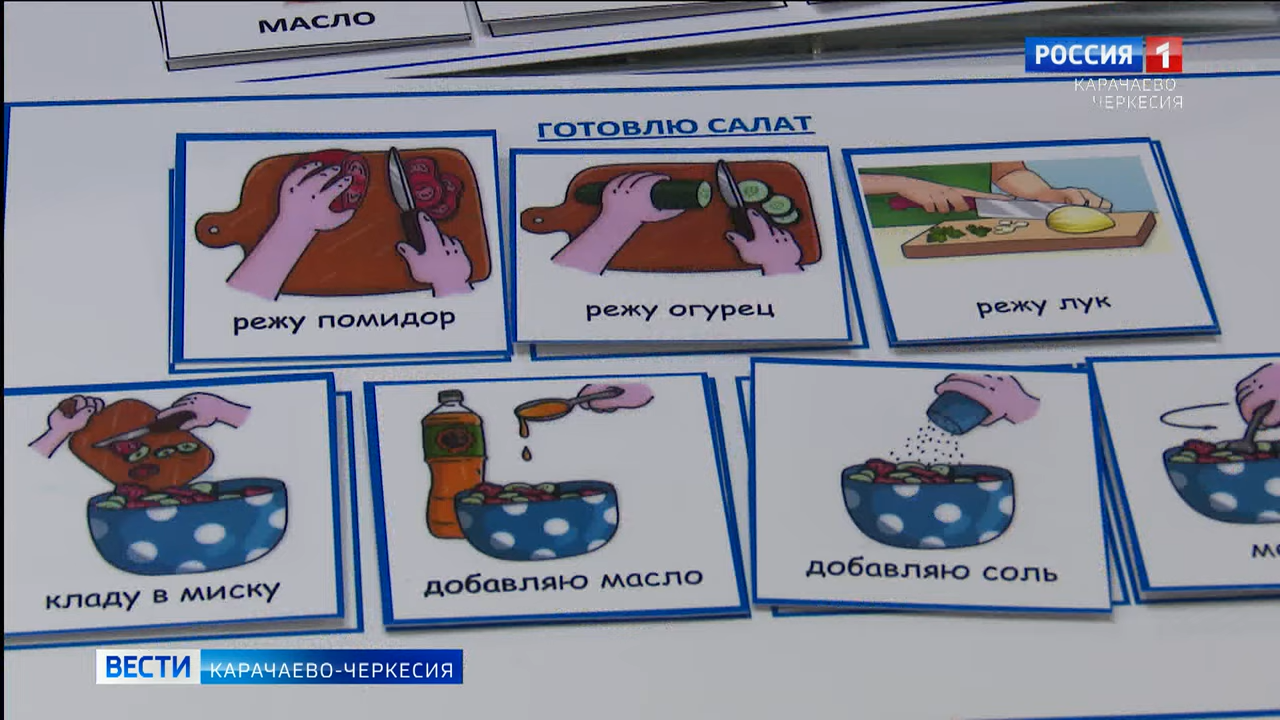 МАСЛО
РОССИЯ 1
КАРАЧАЕВО
ЧЕРКЕСИЯ
ГОТОВЛЮ САЛАТ
режу помидор
режу огурец
режу лук
кладу в миску
добавляю масло
добавляю соль
ВЕСТИ КАРАЧАЕВО-ЧЕРКЕСИЯ